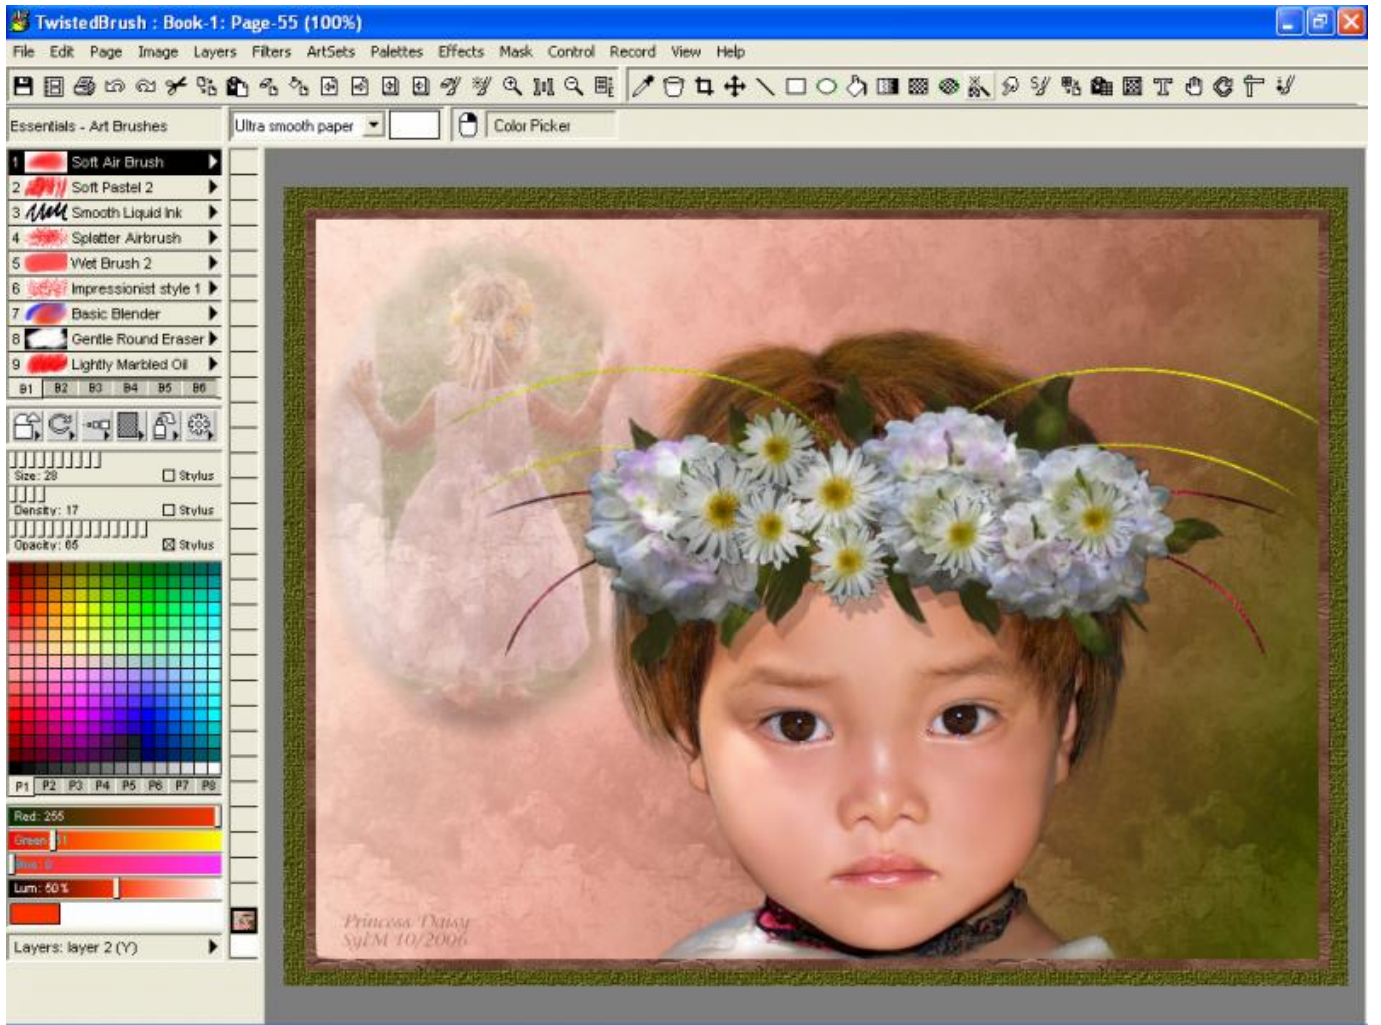 TwistedBrush : Book-1: Page-55 (100%)
File Edit Page Image Layers Filters ArtSets Palettes Effects Mask Control Record View Help
Essentials - Art Brushes
Ultra smooth paper
Color Picker
1 Soft Air Brush
2 Soft Pastel 2
3 Smooth Liquid Ink
4 Splatter Airbrush
5 Wet Brush 2
6 Impressionist style 1
7 Basic Blender
8 Gentle Round Eraser
9 Lightly Marbled Oil
B1 B2 B3 B4 B5 B6
Size: 28 Stylus
Density: 17 Stylus
Opacity: 65 Stylus
P1 P2 P3 P4 P5 P6 P7 P8
Red: 255
Green: 51
Blue: 0
Lum: 50%
Layers: layer 2 (Y)
Princess Daisy
SylM 10/2006